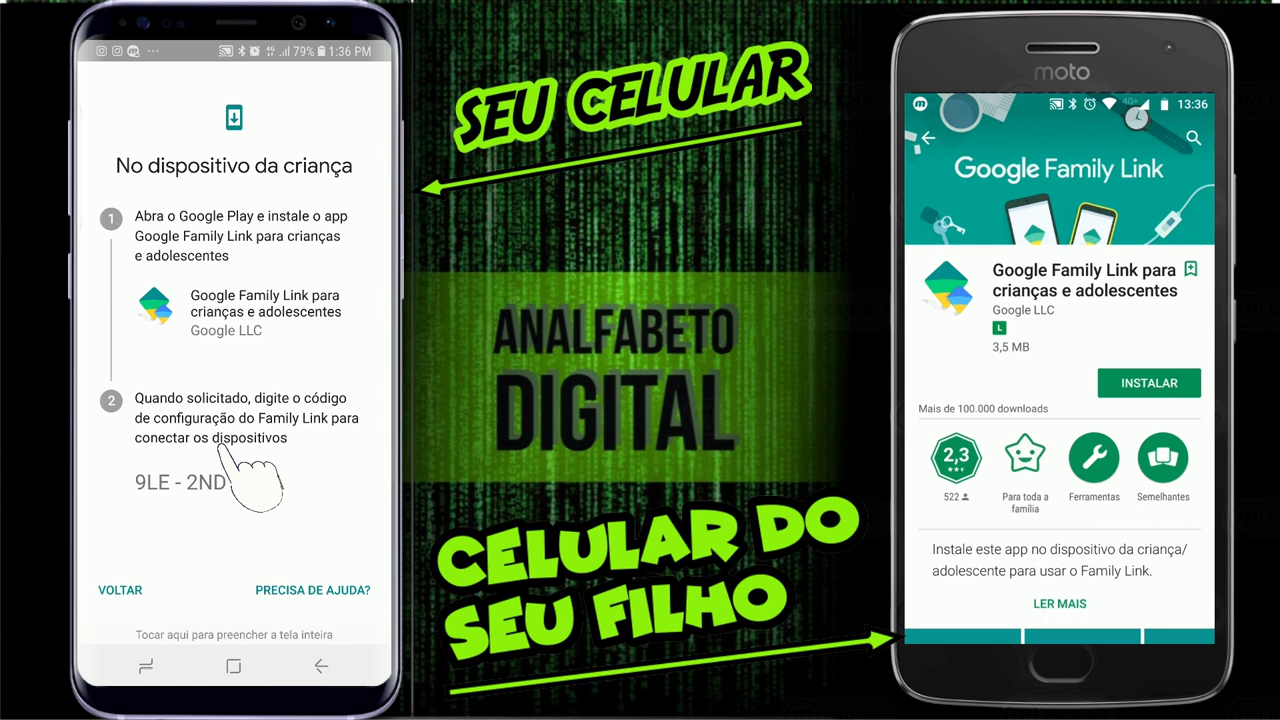 79% 1:36 PM
No dispositivo da criança
1
Abra o Google Play e instale o app
Google Family Link para crianças
e adolescentes
Google Family Link para
crianças e adolescentes
Google LLC
2
Quando solicitado, digite o código
de configuração do Family Link para
conectar os dispositivos
9LE - 2ND
VOLTAR
PRECISA DE AJUDA?
Tocar aqui para preencher a tela inteira
SEU CELULAR
ANALFABETO
DIGITAL
CELULAR DO
SEU FILHO
moto
4G+ 13:36
Google Family Link
Google Family Link para
crianças e adolescentes
Google LLC
L
3,5 MB
INSTALAR
Mais de 100.000 downloads
2,3
522
Para toda a
família
Ferramentas
Semelhantes
Instale este app no dispositivo da criança/
adolescente para usar o Family Link.
LER MAIS